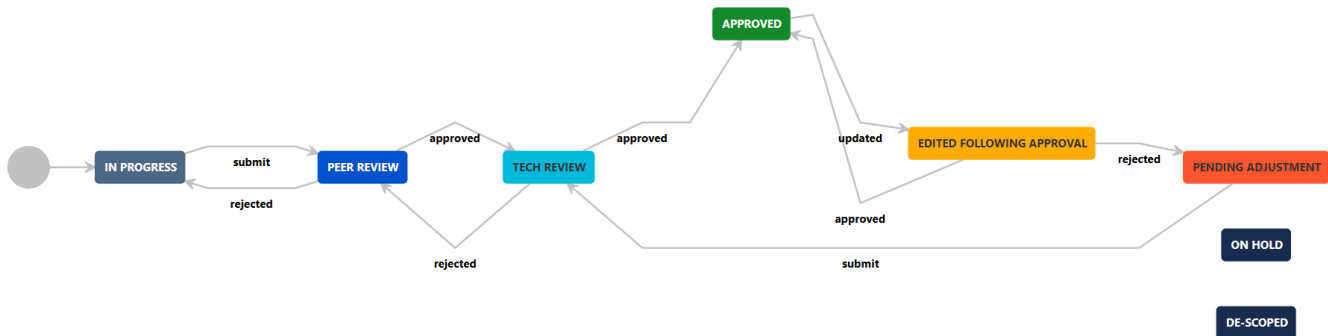 APPROVED
approved
approved
updated
EDITED FOLLOWING APPROVAL
submit
rejected
IN PROGRESS
PEER REVIEW
TECH REVIEW
PENDING ADJUSTMENT
rejected
approved
ON HOLD
rejected
submit
DE-SCOPED